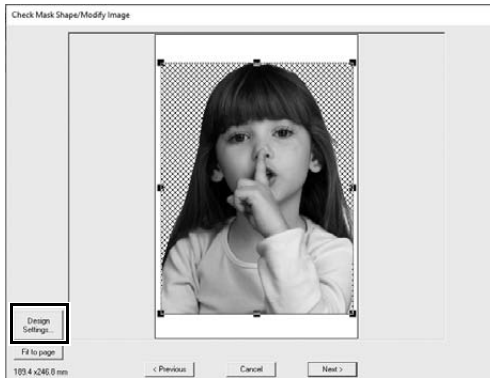 Check Mask Shape/Modify Image
Design
Settings...
Fit to page
189.4 x246.8 mm
< Previous
Cancel
Next >